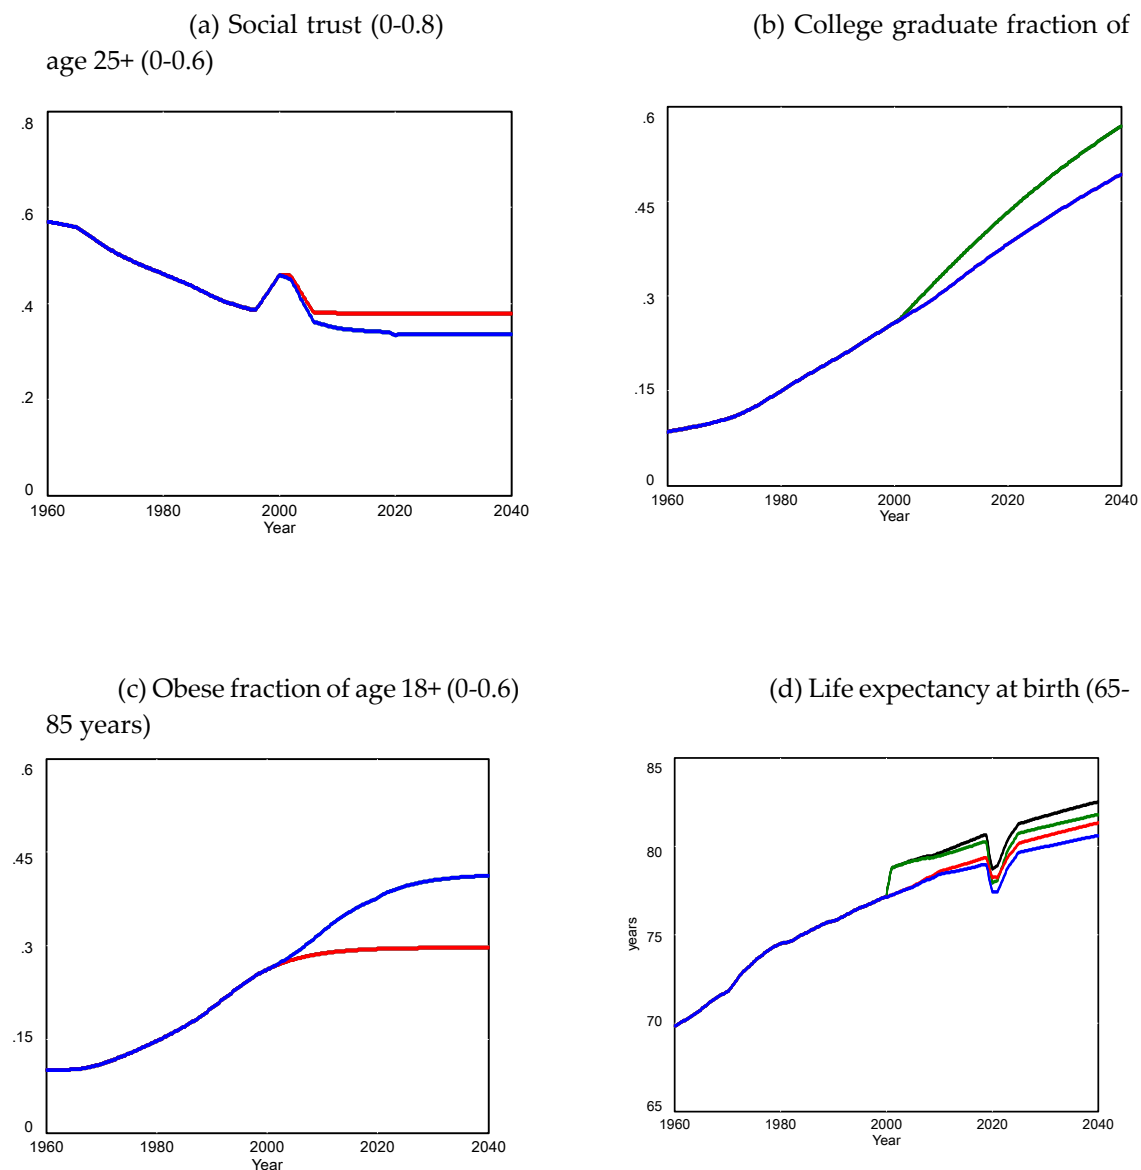 (a) Social trust (0-0.8) (b) College graduate fraction of
age 25+ (0-0.6)
.8
.6
.4
.2
0
1960 1980 2000 2020 2040
Year
.6
.45
.3
.15
0
1960 1980 2000 2020 2040
Year
(c) Obese fraction of age 18+ (0-0.6) (d) Life expectancy at birth (65-
85 years)
.6
.45
.3
.15
0
1960 1980 2000 2020 2040
Year
85
80
75
70
65
years
1960 1980 2000 2020 2040
Year